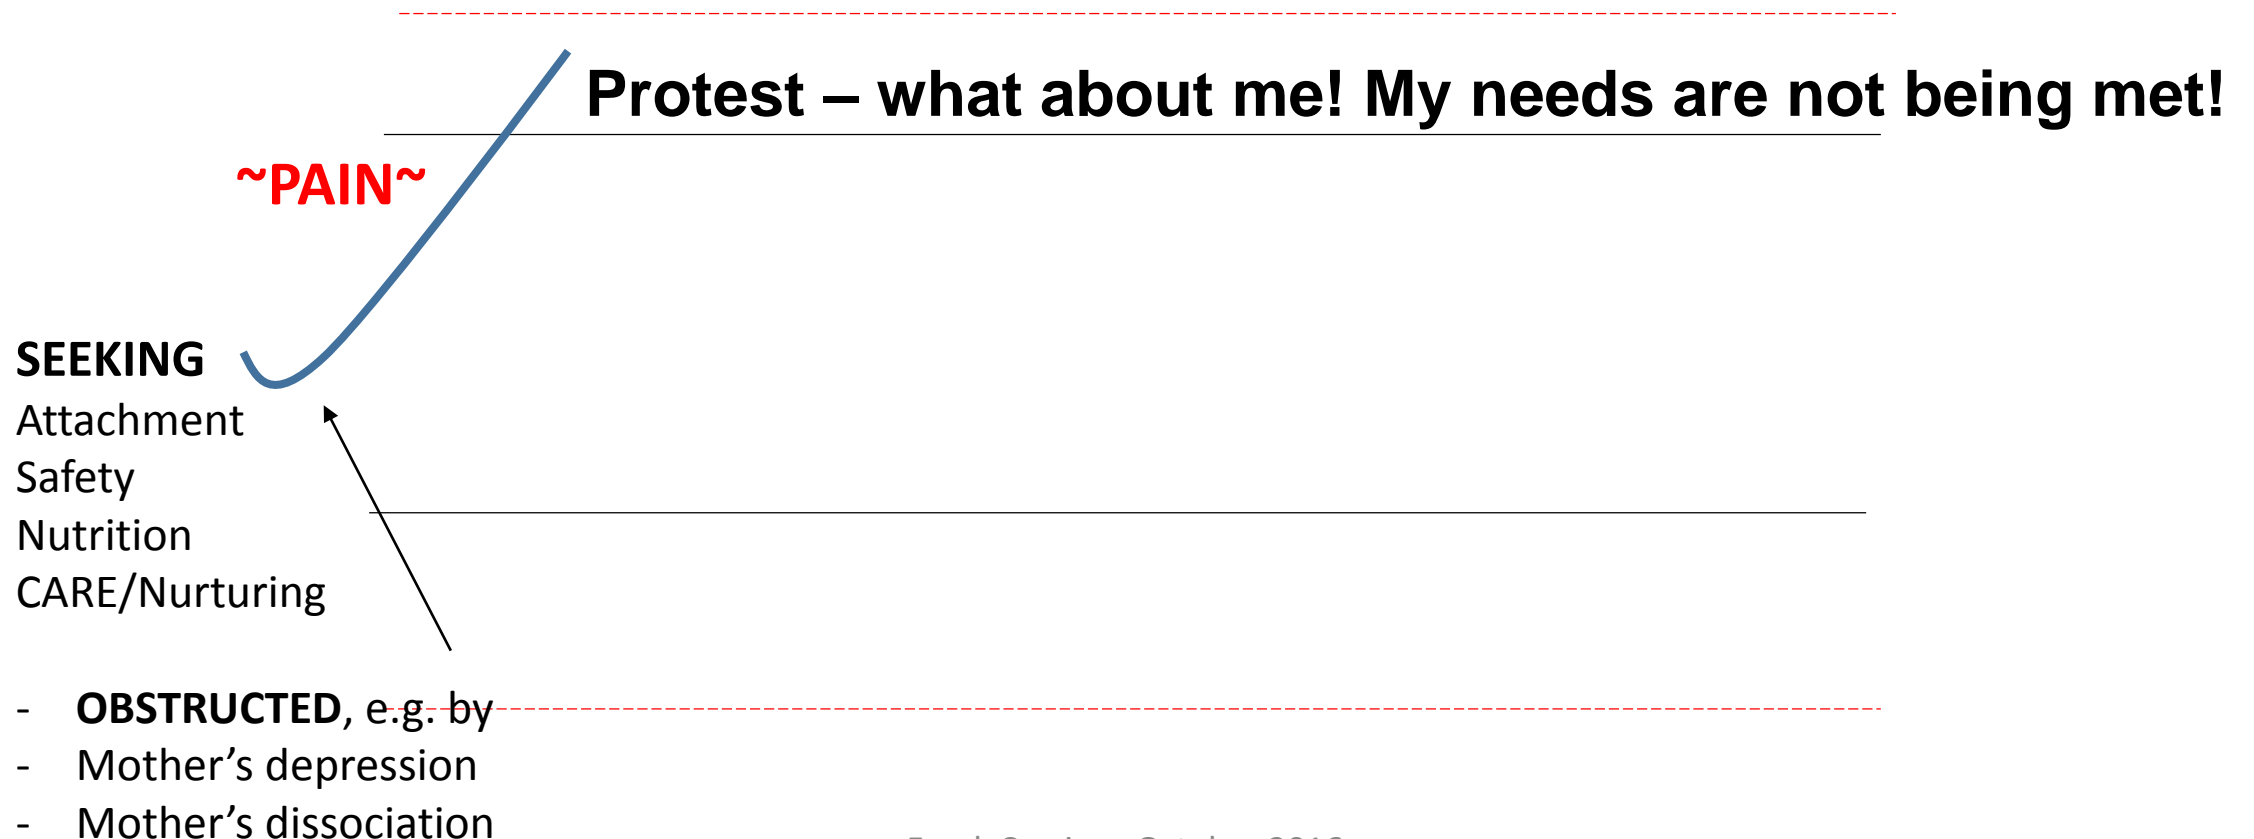 Protest – what about me! My needs are not being met!
~PAIN~
SEEKING
Attachment
Safety
Nutrition
CARE/Nurturing
- OBSTRUCTED, e.g. by
- Mother’s depression
- Mother’s dissociation